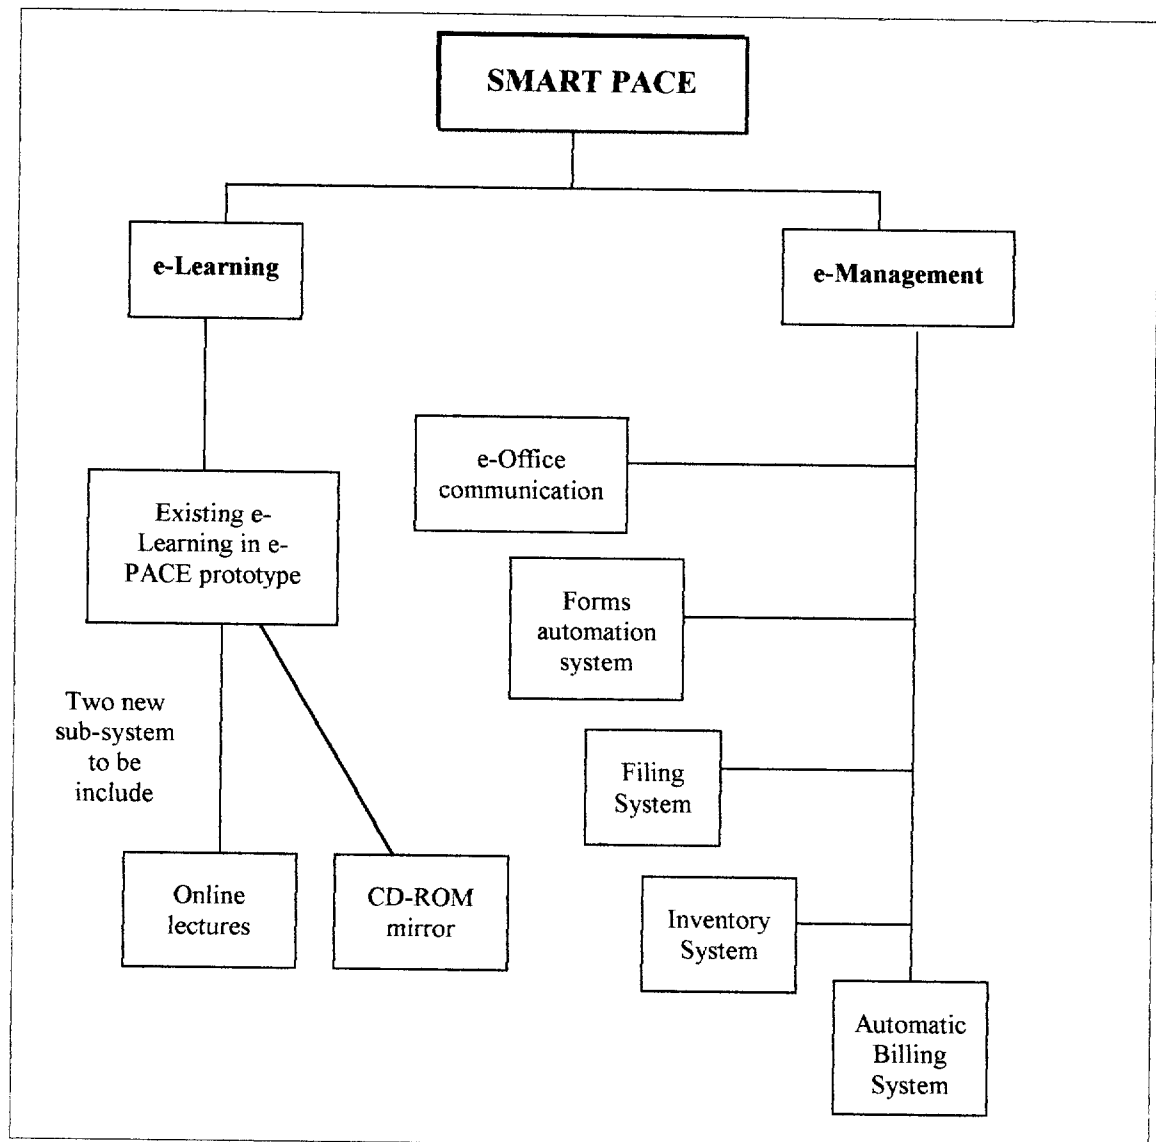 SMART PACE
e-Learning
e-Management
e-Office
communication
Existing e-
Learning in e-
PACE prototype
Forms
automation
system
Two new
sub-system
to be
include
Filing
System
Online
lectures
CD-ROM
mirror
Inventory
System
Automatic
Billing
System